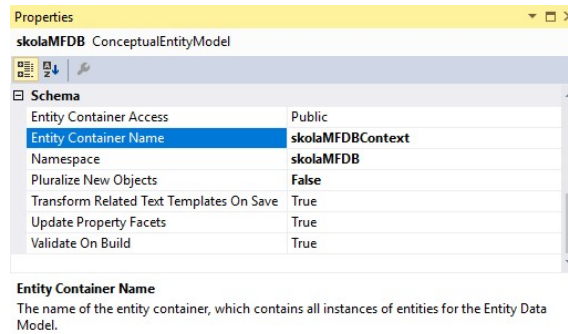 Properties
skolaMFDB ConceptualEntityModel
Schema
Entity Container Access Public
Entity Container Name skolaMFDBContext
Namespace skolaMFDB
Pluralize New Objects False
Transform Related Text Templates On Save True
Update Property Facets True
Validate On Build True
Entity Container Name
The name of the entity container, which contains all instances of entities for the Entity Data
Model.